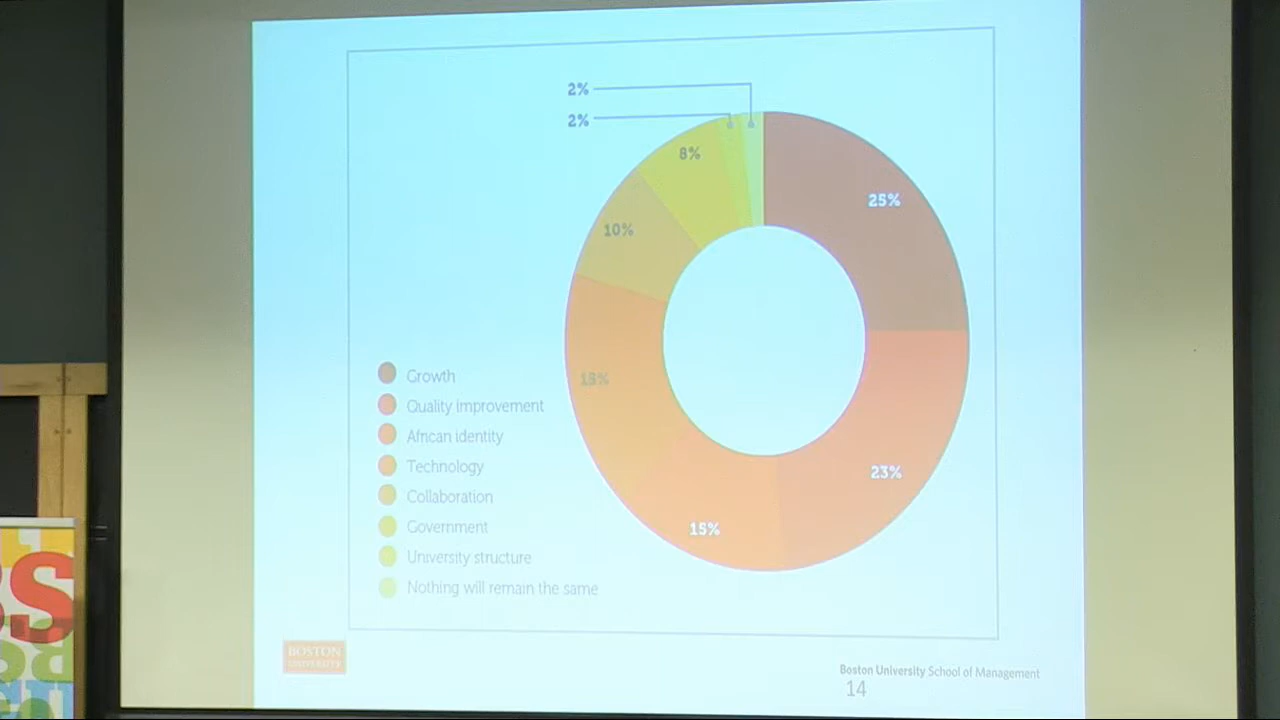 2%
2%
8%
25%
10%
15%
23%
Growth
Quality improvement
African identity
Technology
Collaboration
Government
University structure
Nothing will remain the same
BOSTON
UNIVERSITY
Boston University School of Management
14